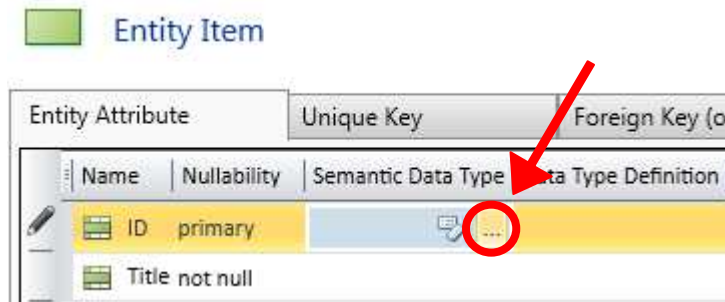 Entity Item
Entity Attribute Unique Key Foreign Key (o
Name Nullability Semantic Data Type Type Definition
ID primary ...
Title not null